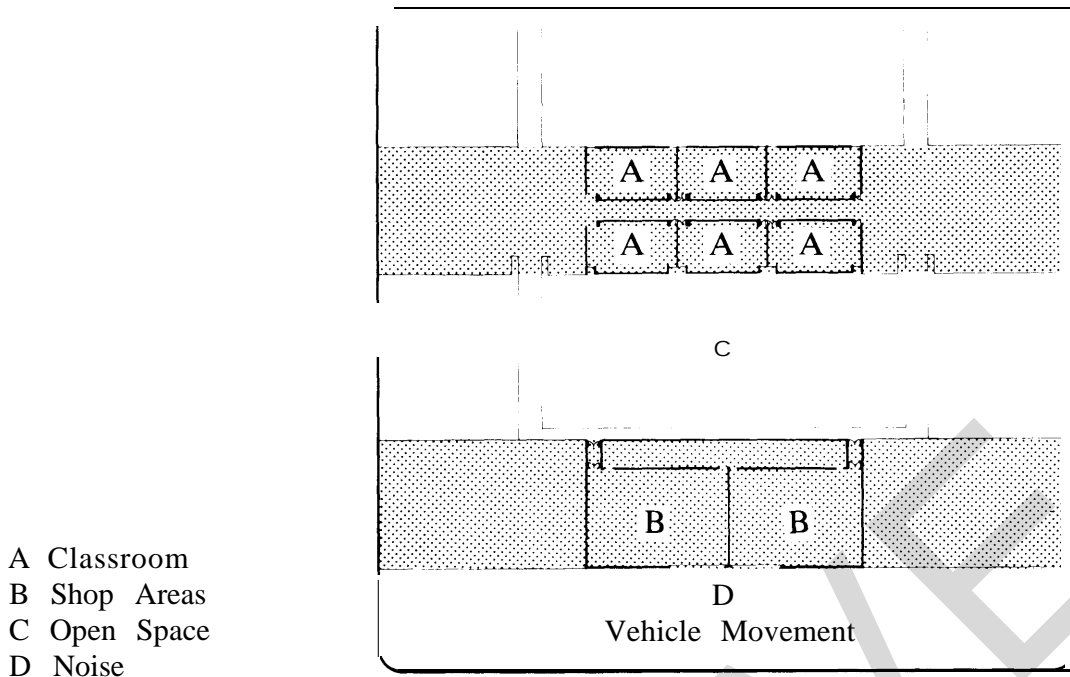 A A A
A A A
C
B B
A Classroom
B Shop Areas
C Open Space
D Noise
D
Vehicle Movement